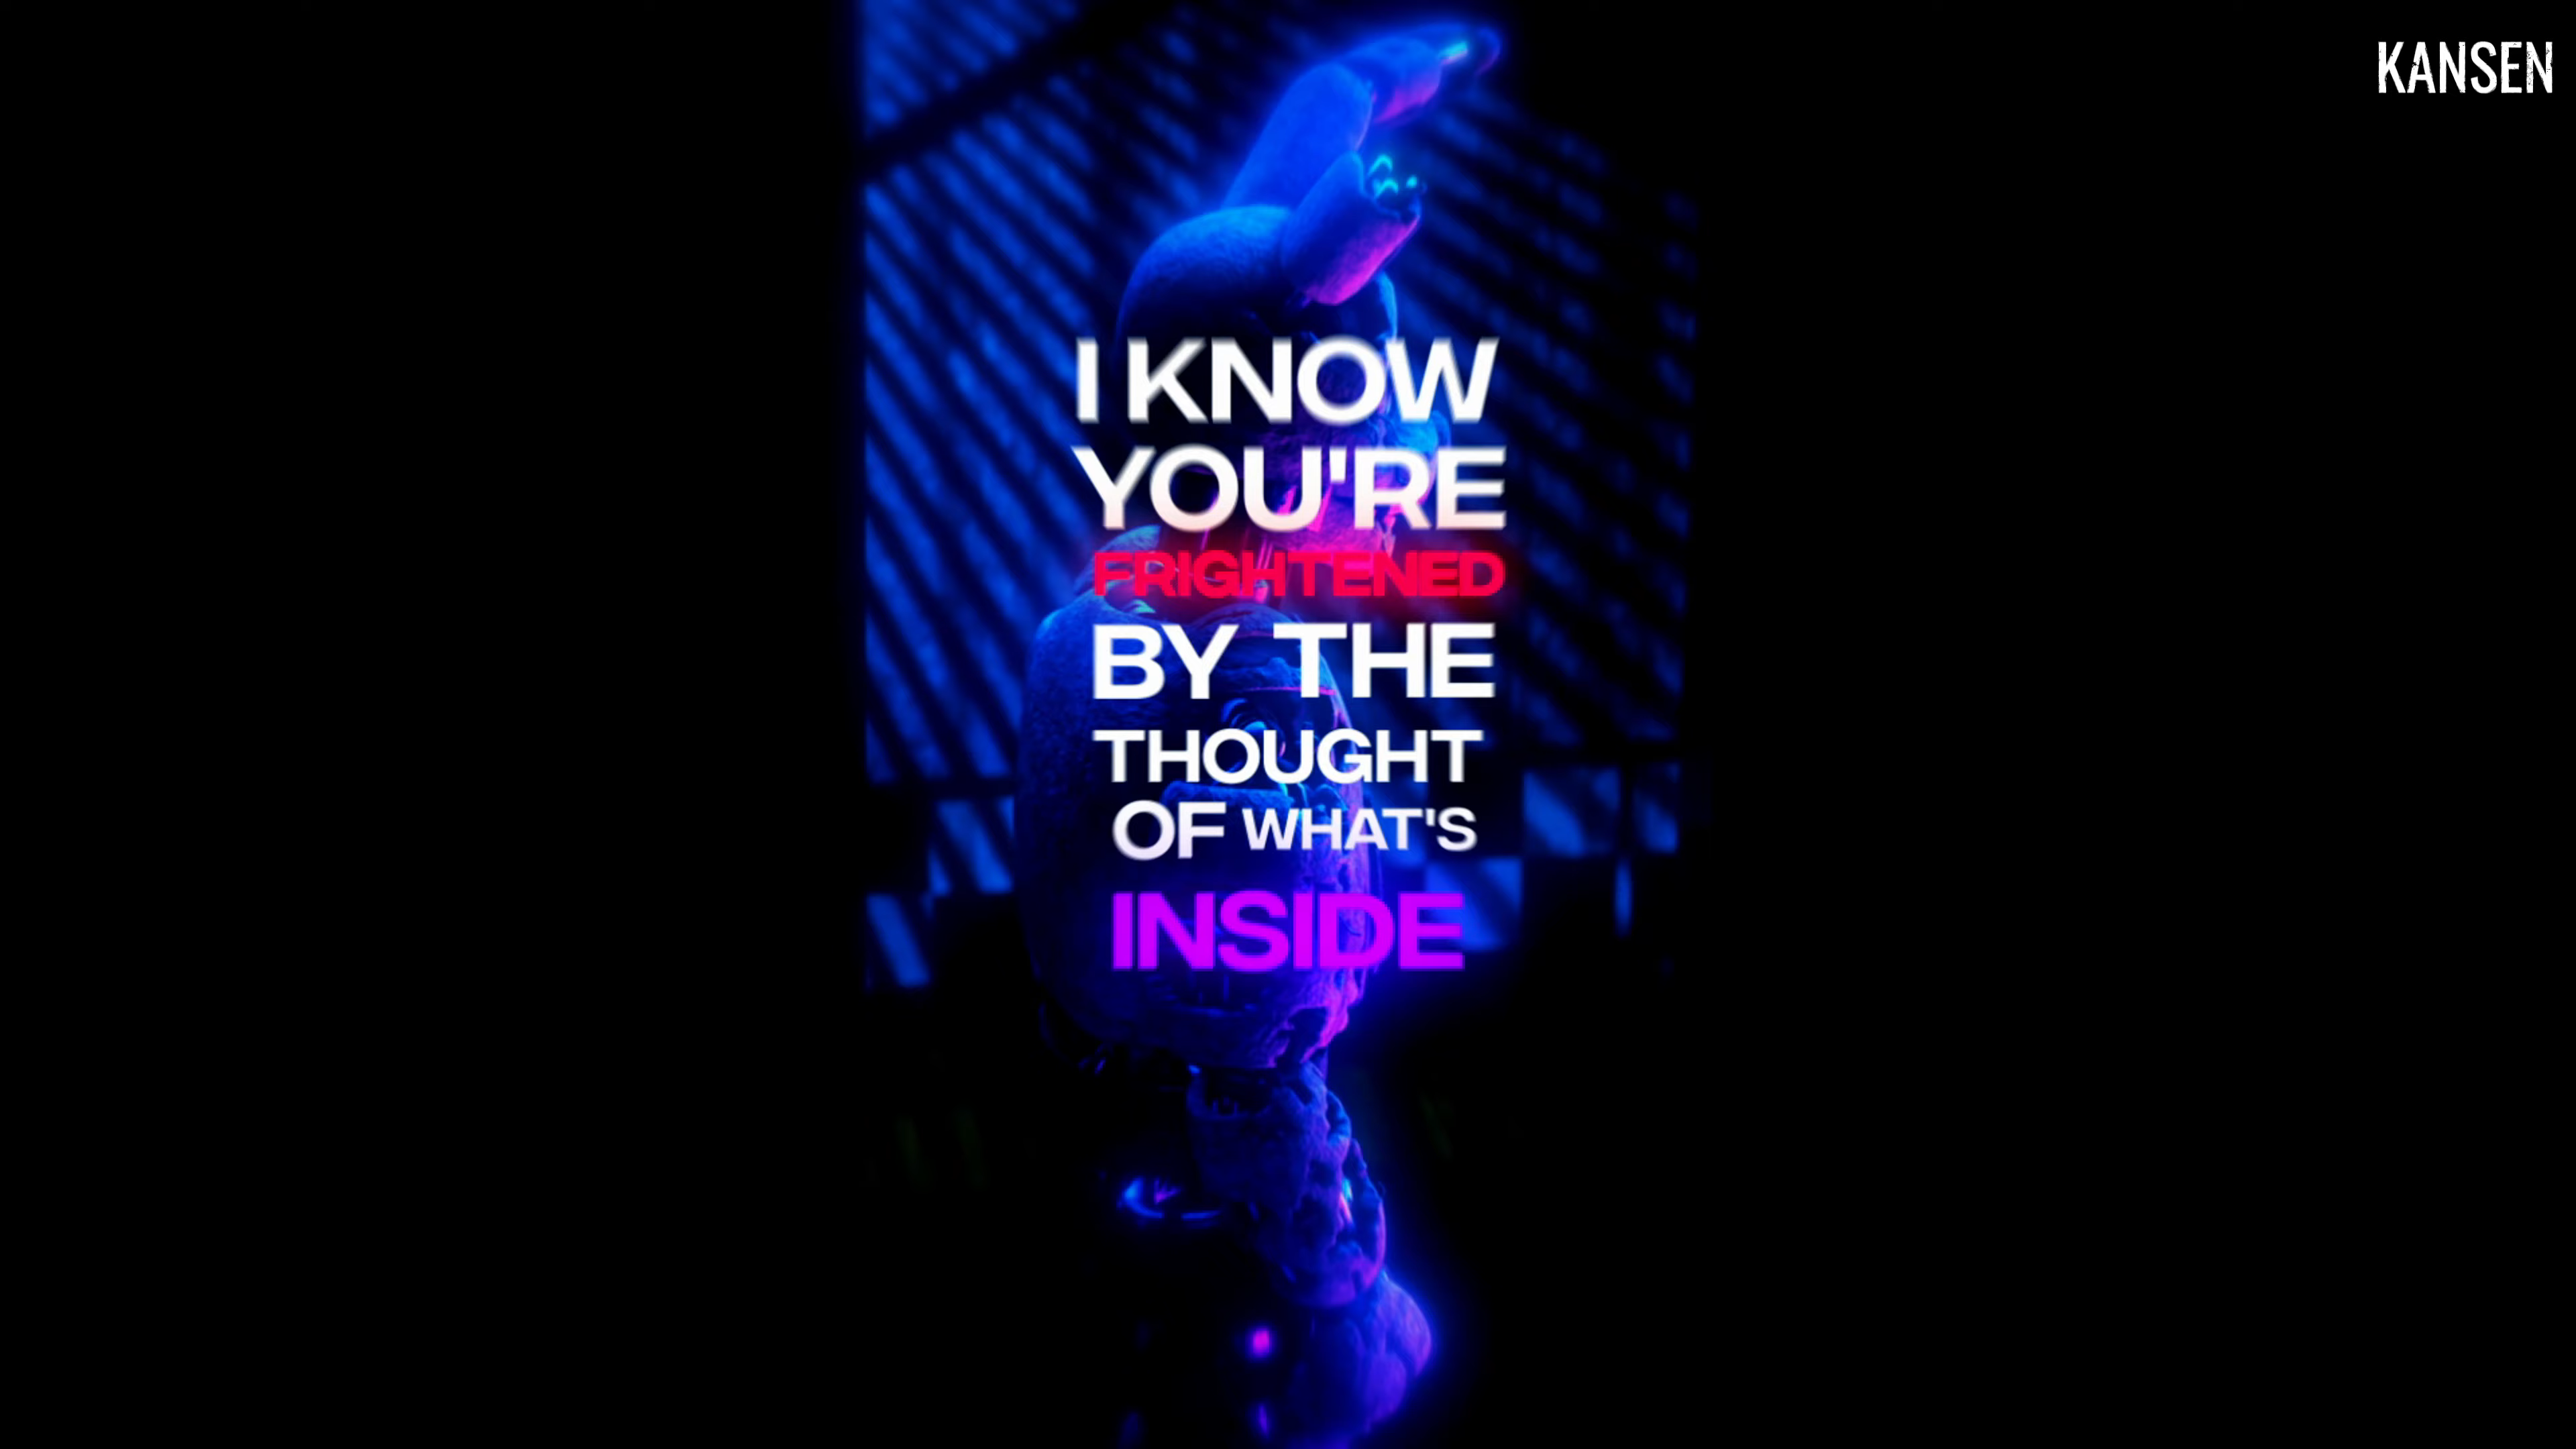 KANSEN
I KNOW
YOU'RE
FRIGHTENED
BY THE
THOUGHT
OF WHAT'S
INSIDE